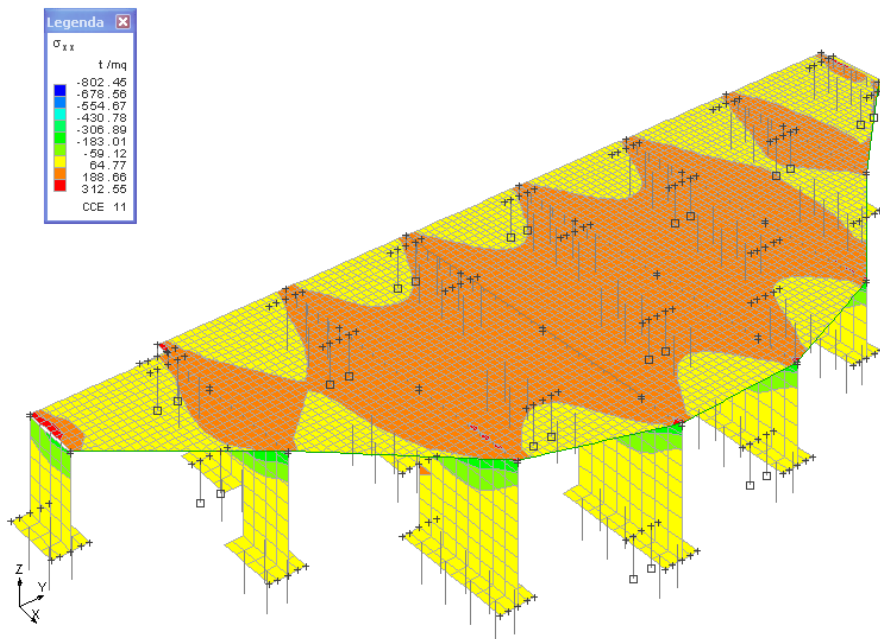 Legenda
σxx
t/mq
-802.45
-678.56
-554.67
-430.78
-306.89
-183.01
-59.12
64.77
188.66
312.55
CCE 11
Z
Y
X